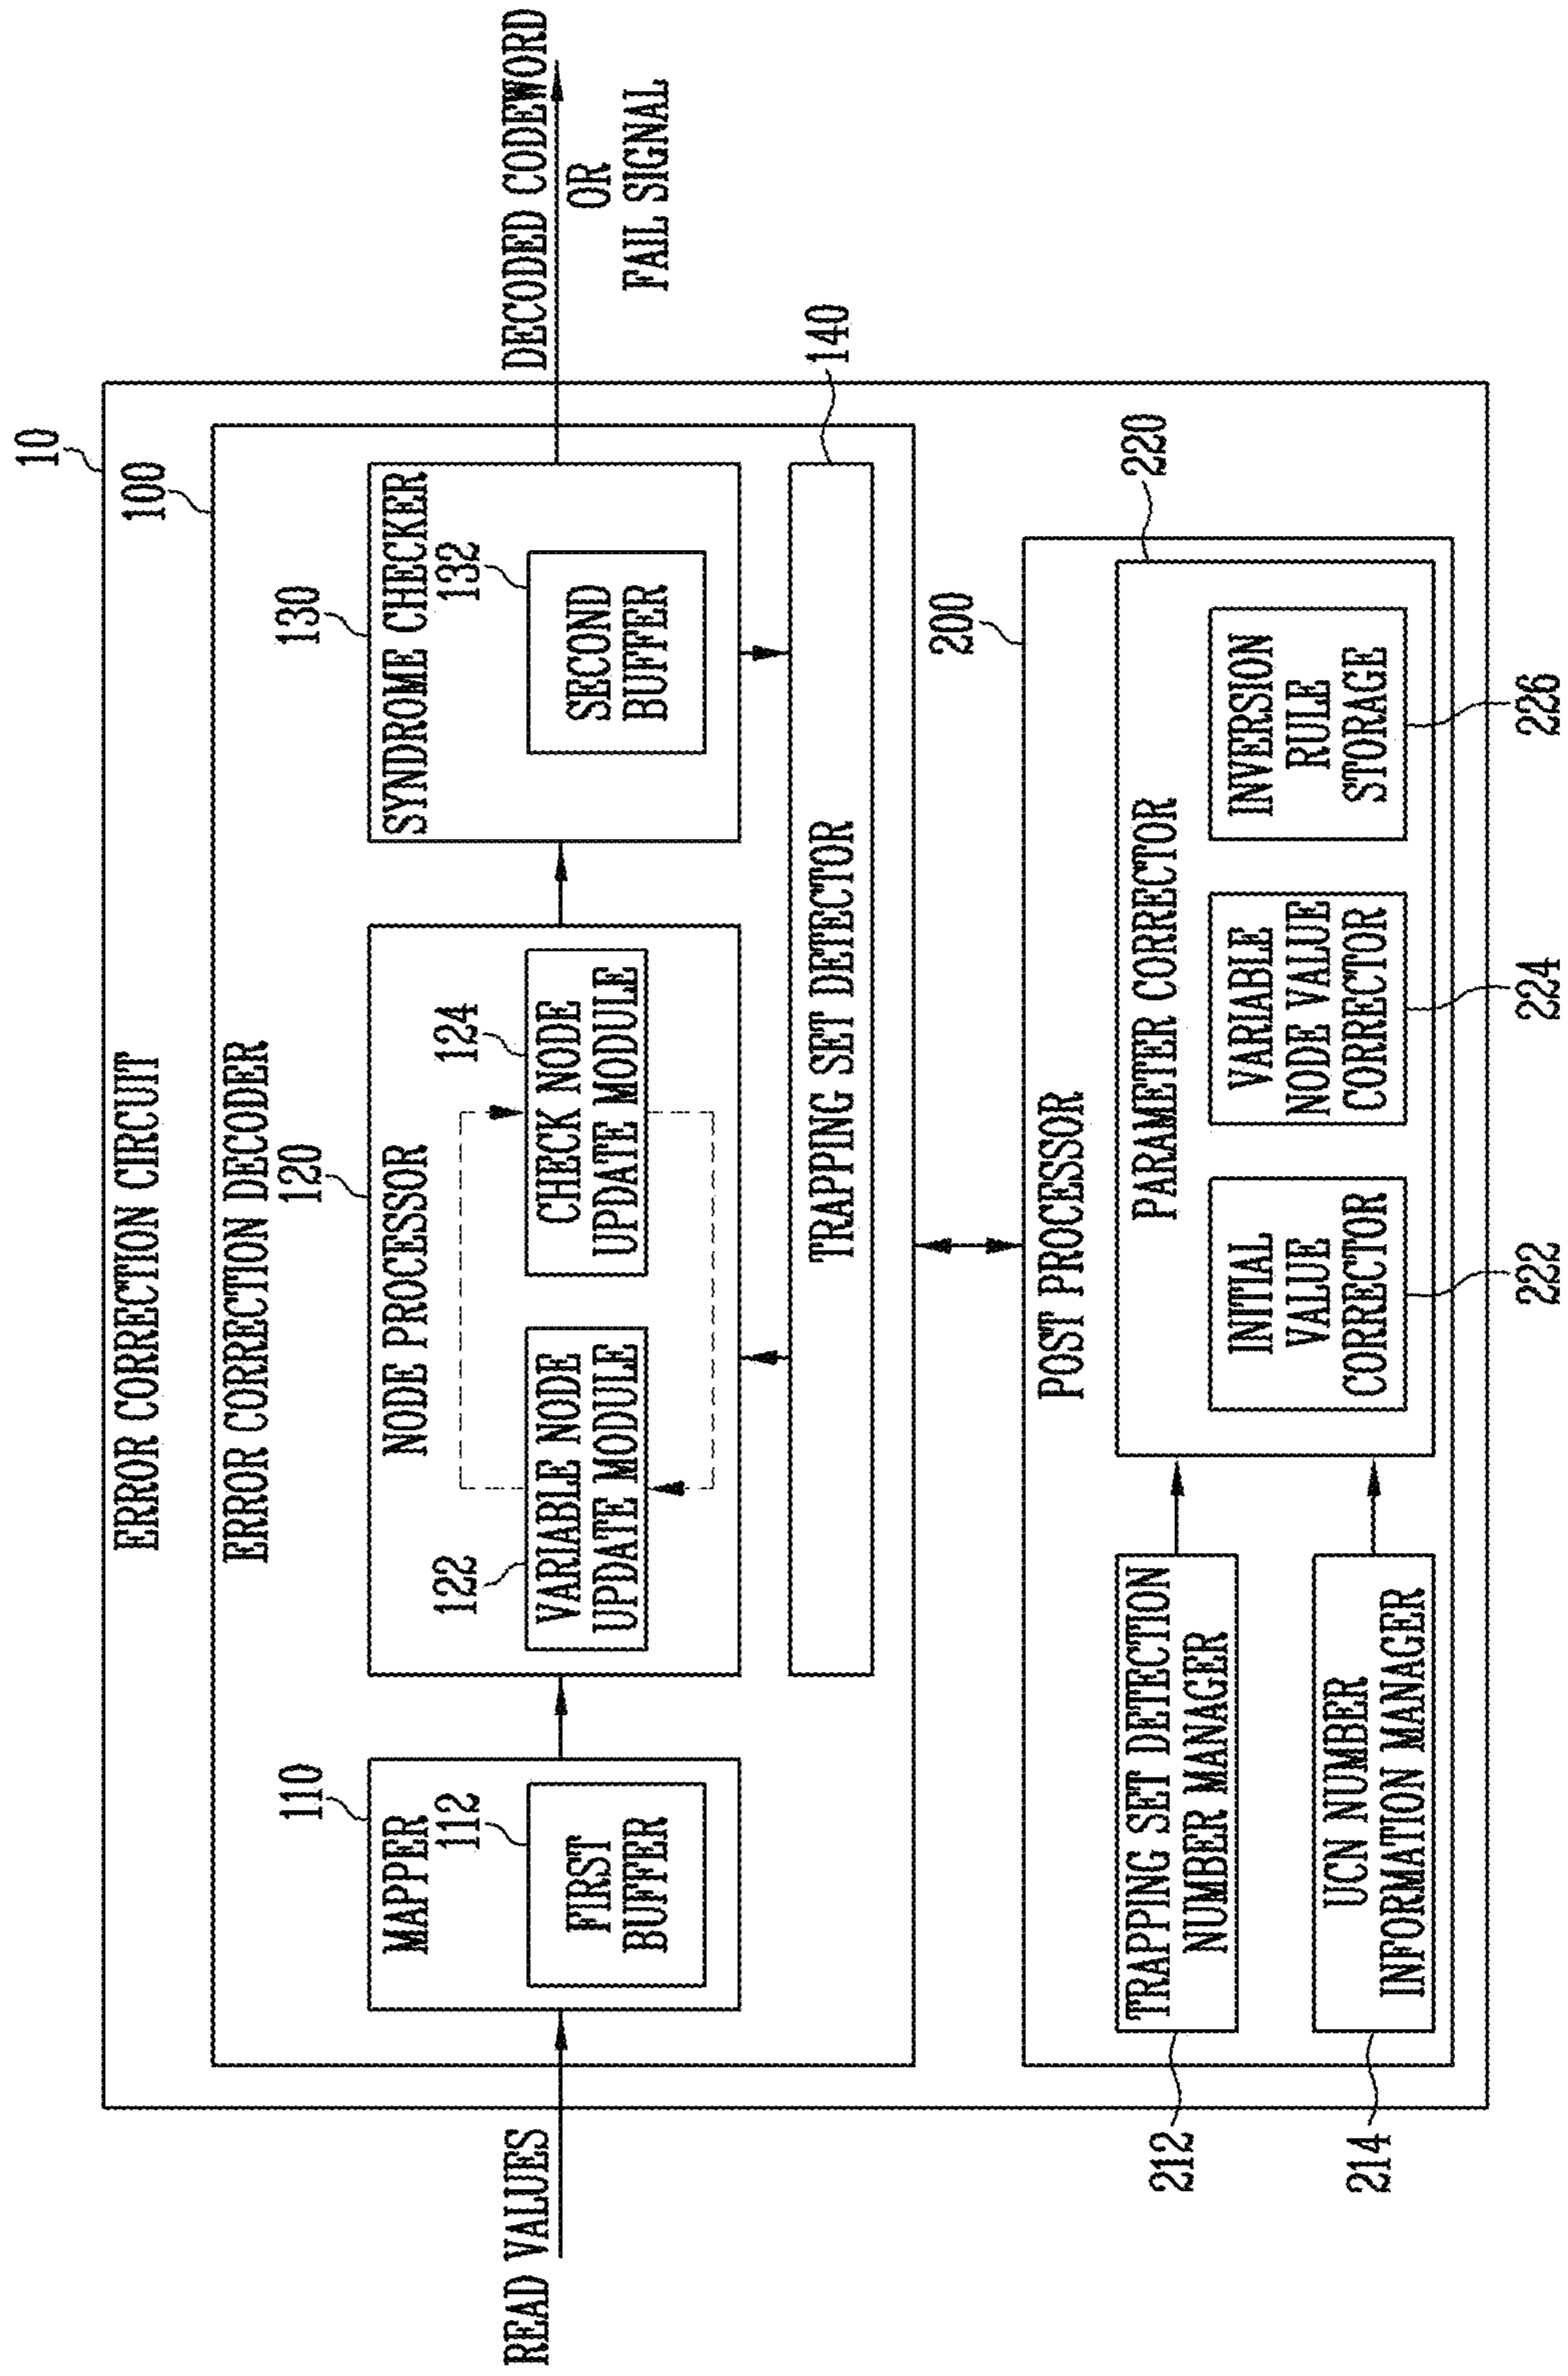 10
ERROR CORRECTION CIRCUIT
100
ERROR CORRECTION DECODER
110
MAPPER
112
FIRST
BUFFER
120
NODE PROCESSOR
122
VARIABLE NODE
UPDATE MODULE
124
CHECK NODE
UPDATE MODULE
130
SYNDROME CHECKER
132
SECOND
BUFFER
READ VALUES
DECODED CODEWORD
OR
FAIL SIGNAL
140
TRAPPING SET DETECTOR
200
POST PROCESSOR
212
TRAPPING SET DETECTION
NUMBER MANAGER
214
UCN NUMBER
INFORMATION MANAGER
220
PARAMETER CORRECTOR
INITIAL
VALUE
CORRECTOR
222
VARIABLE
NODE VALUE
CORRECTOR
224
INVERSION
RULE
STORAGE
226